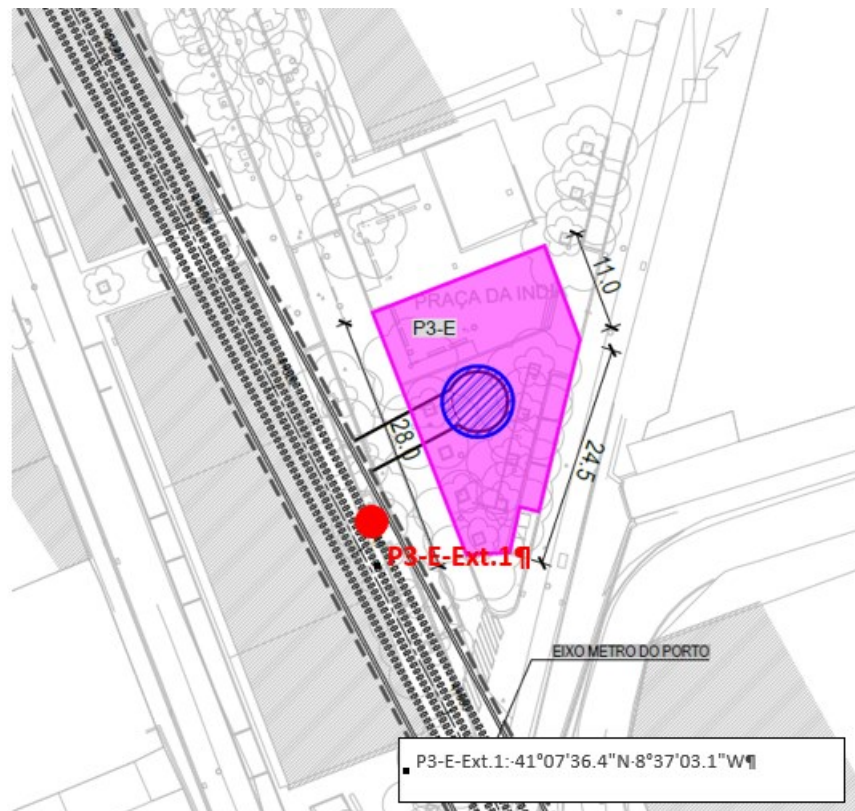 11.0
PRAÇA DA INDI
P3-E
28.0
24.5
P3-E-Ext.1¶
EIXO METRO DO PORTO
▪ P3-E-Ext.1:·41°07'36.4"N·8°37'03.1"W¶